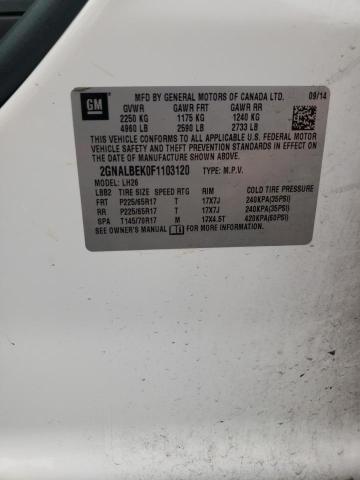 GM
MFD BY GENERAL MOTORS OF CANADA LTD. 09/14
GVWR GAWR FRT GAWR RR
2250 KG 1175 KG 1240 KG
4960 LB 2590 LB 2733 LB
THIS VEHICLE CONFORMS TO ALL APPLICABLE U.S. FEDERAL MOTOR
VEHICLE SAFETY, BUMPER, AND THEFT PREVENTION STANDARDS
IN EFFECT ON THE DATE OF MANUFACTURE SHOWN ABOVE.
2GNALBEK0F1103120 TYPE: M.P.V.
MODEL: LH26
LBB2 TIRE SIZE SPEED RTG RIM COLD TIRE PRESSURE
FRT P225/65R17 T 17X7J 240KPA(35PSI)
RR P225/65R17 T 17X7J 240KPA(35PSI)
SPA T145/70R17 M 17X4.5T 420KPA(60PSI)
SEE OWNER'S MANUAL FOR MORE INFORMATION.